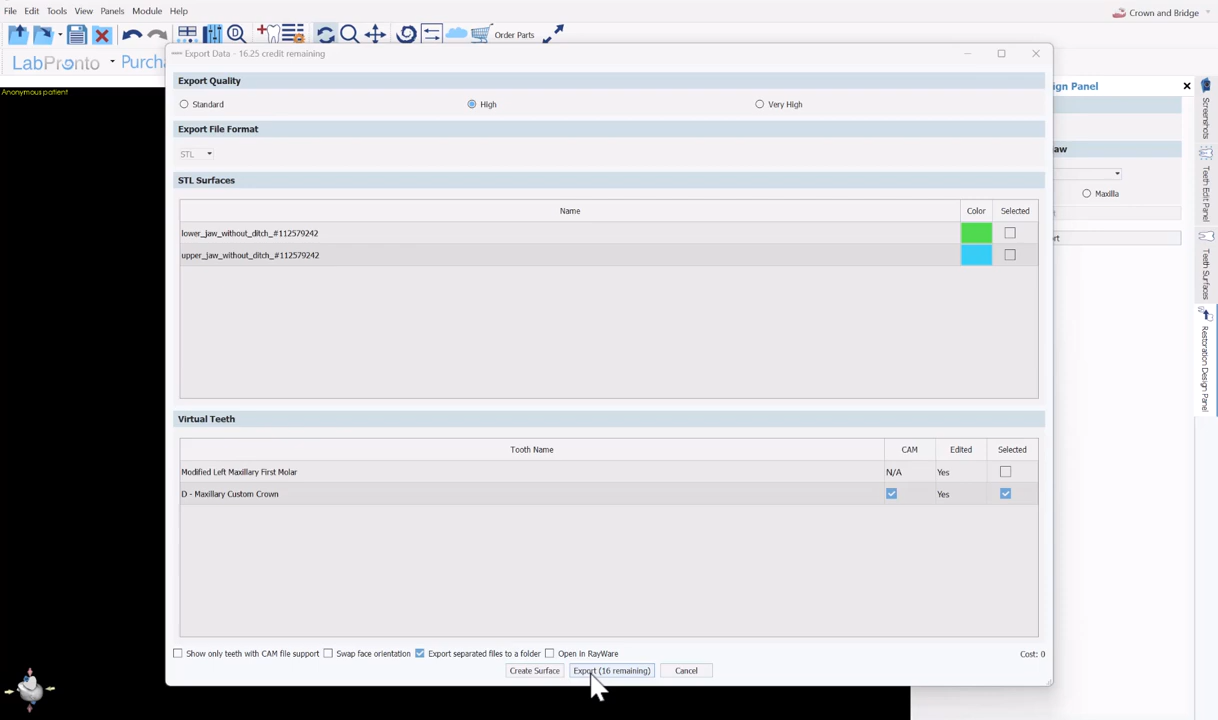 File Edit Tools View Panels Module Help
Crown and Bridge
Order Parts
LabPronto Purcha
Export Data - 16.25 credit remaining
Anonymous patient
ign Panel
Export Quality
Standard High Very High
Export File Format
aw
STL
STL Surfaces
Maxilla
Name Color Selected
lower_jaw_without_ditch_#112579242
upper_jaw_without_ditch_#112579242
rt
Screenshots
Teeth Edit Panel
Teeth Surfaces
Restoration Design Panel
Virtual Teeth
Tooth Name CAM Edited Selected
Modified Left Maxillary First Molar N/A Yes
D - Maxillary Custom Crown Yes
Show only teeth with CAM file support Swap face orientation Export separated files to a folder Open in RayWare Cost: 0
Create Surface Export (16 remaining) Cancel